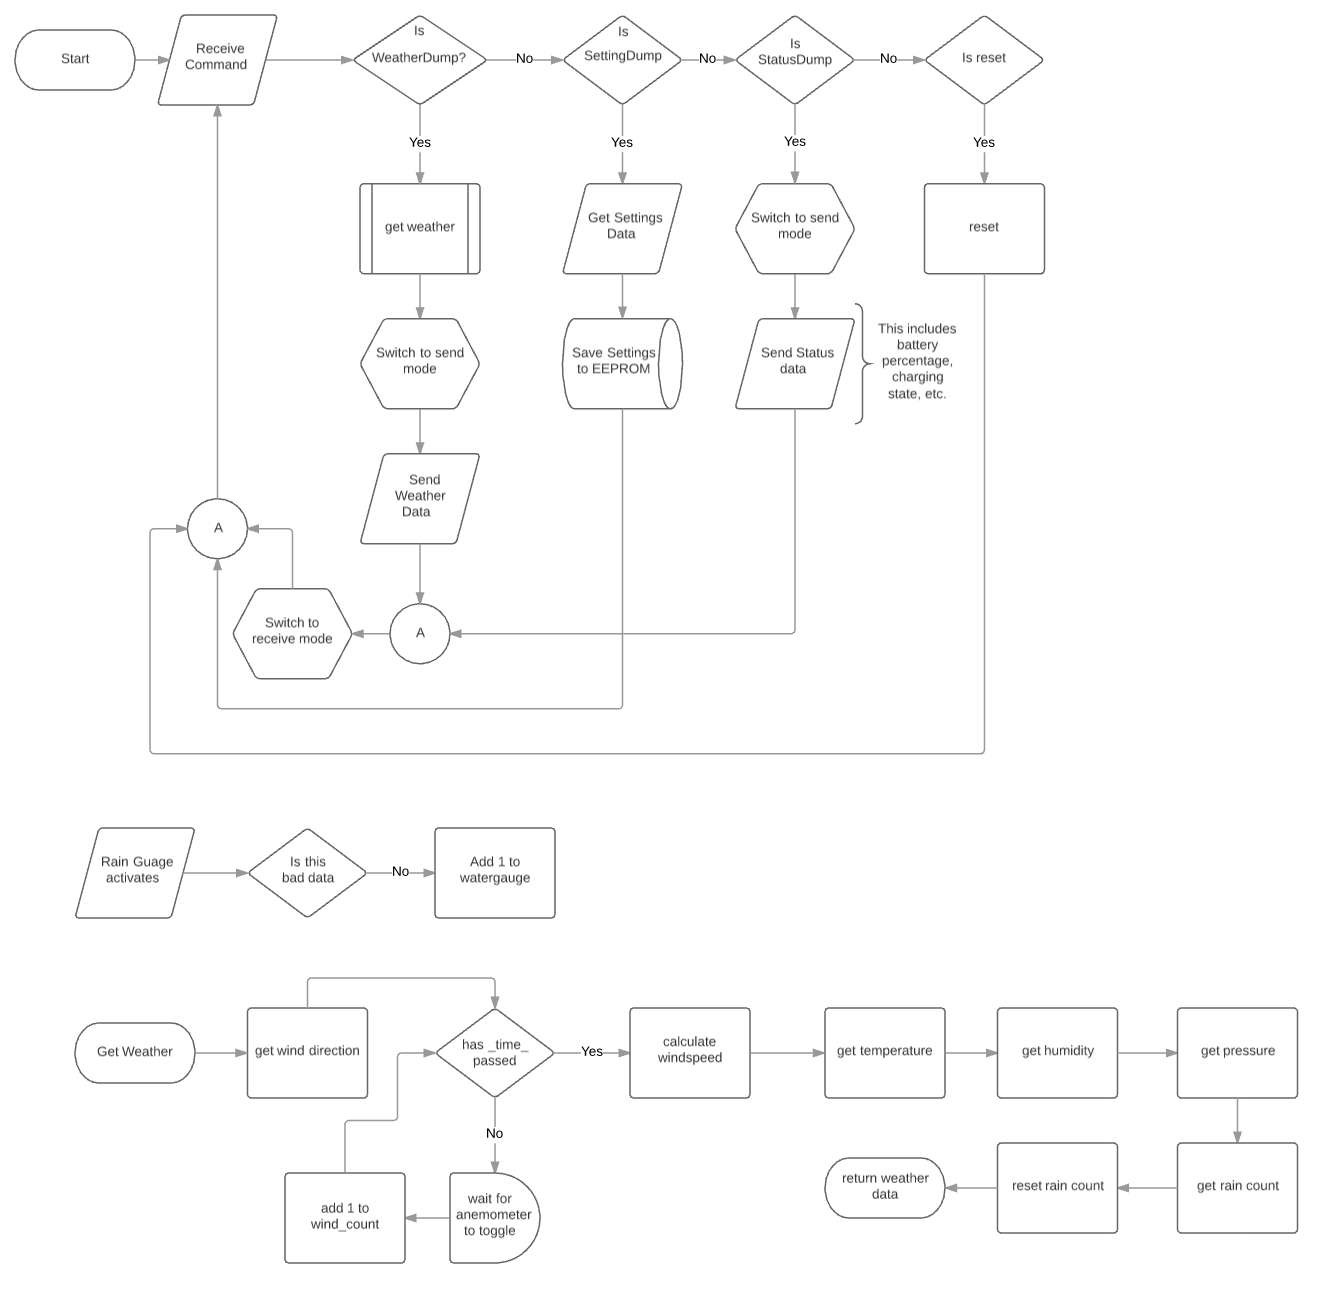 Start
Receive
Command
Is
WeatherDump?
No
Is
SettingDump
No
Is
StatusDump
No
Is reset
Yes
Yes
Yes
Yes
get weather
Get Settings
Data
Switch to send
mode
reset
Switch to send
mode
Save Settings
to EEPROM
Send Status
data
This includes
battery
percentage,
charging
state, etc.
Send
Weather
Data
A
Switch to
receive mode
A
Rain Guage
activates
Is this
bad data
No
Add 1 to
watergauge
Get Weather
get wind direction
has _time_
passed
Yes
calculate
windspeed
get temperature
get humidity
get pressure
No
add 1 to
wind_count
wait for
anemometer
to toggle
return weather
data
reset rain count
get rain count